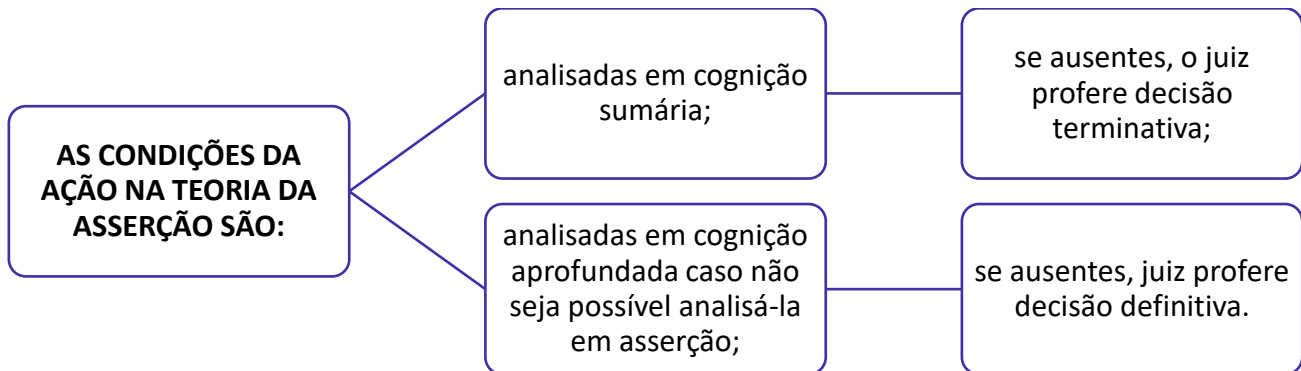 AS CONDIÇÕES DA
AÇÃO NA TEORIA DA
ASSERÇÃO SÃO:
analisadas em cognição
sumária;
se ausentes, o juiz
profere decisão
terminativa;
analisadas em cognição
aprofundada caso não
seja possível analisá-la
em asserção;
se ausentes, juiz profere
decisão definitiva.